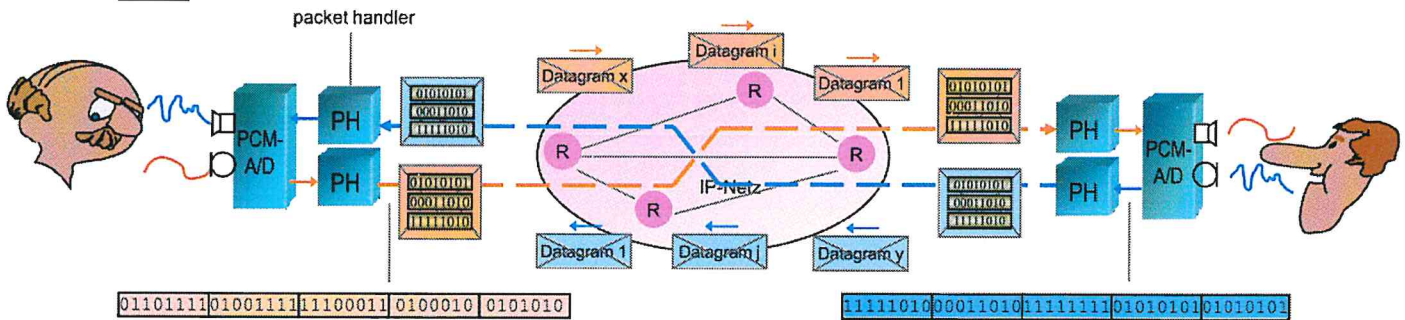 packet handler
Datagram i
Datagram x
Datagram 1
01010101
00011010
11111010
PH
PCM-
A/D
PH
01010101
00011010
11111010
R
R
R
R
IP-Netz
01010101
00011010
11111010
PH
PCM-
A/D
PH
01010101
00011010
11111010
Datagram 1
Datagram j
Datagram y
01101111 01001111 11100011 0100010 0101010
11111010 00011010 11111111 01010101 01010101